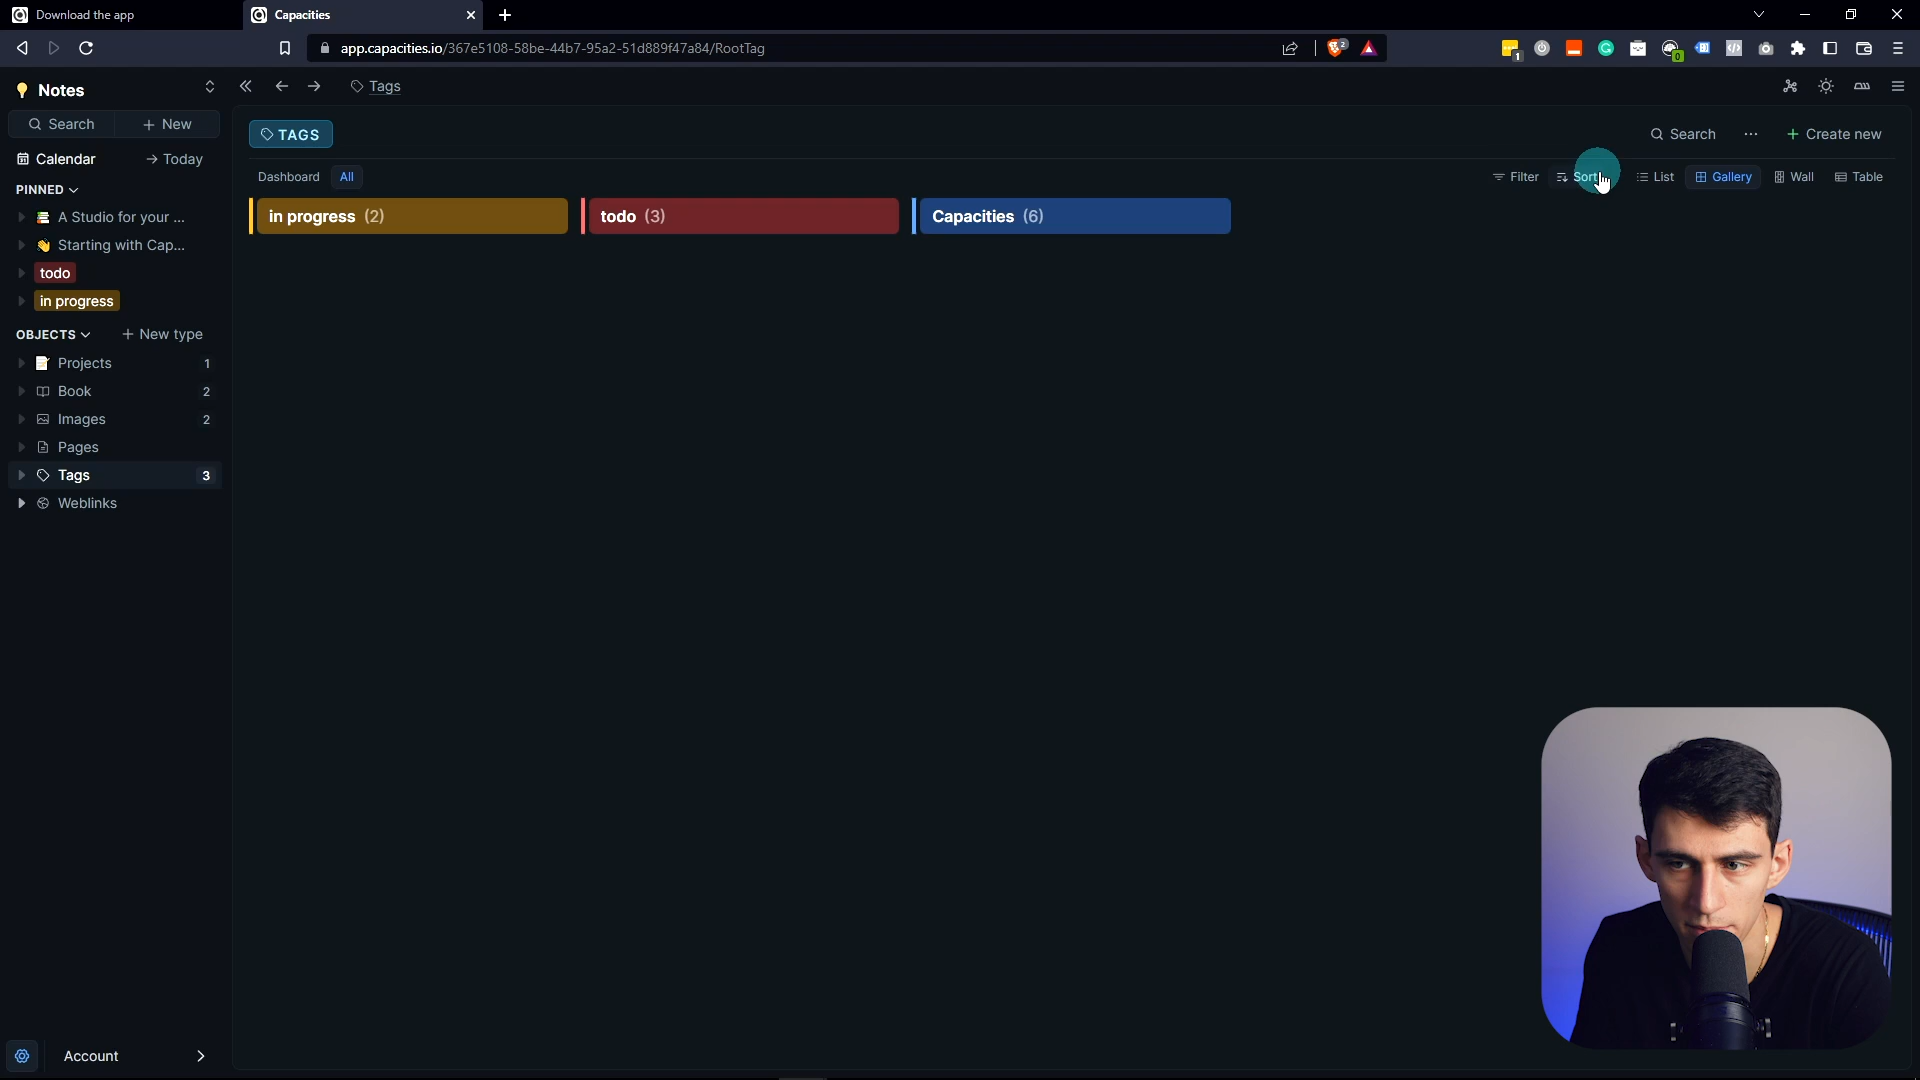 Download the app
Capacities
app.capacities.io/367e5108-58be-44b7-95a2-51d889f47a84/RootTag
2
1
0
Notes
Tags
Search
New
Calendar
Today
PINNED
A Studio for your ...
Starting with Cap...
todo
in progress
OBJECTS
New type
Projects 1
Book 2
Images 2
Pages
Tags 3
Weblinks
Account
TAGS
Search
Create new
Dashboard
All
Filter
Sort
List
Gallery
Wall
Table
in progress (2)
todo (3)
Capacities (6)